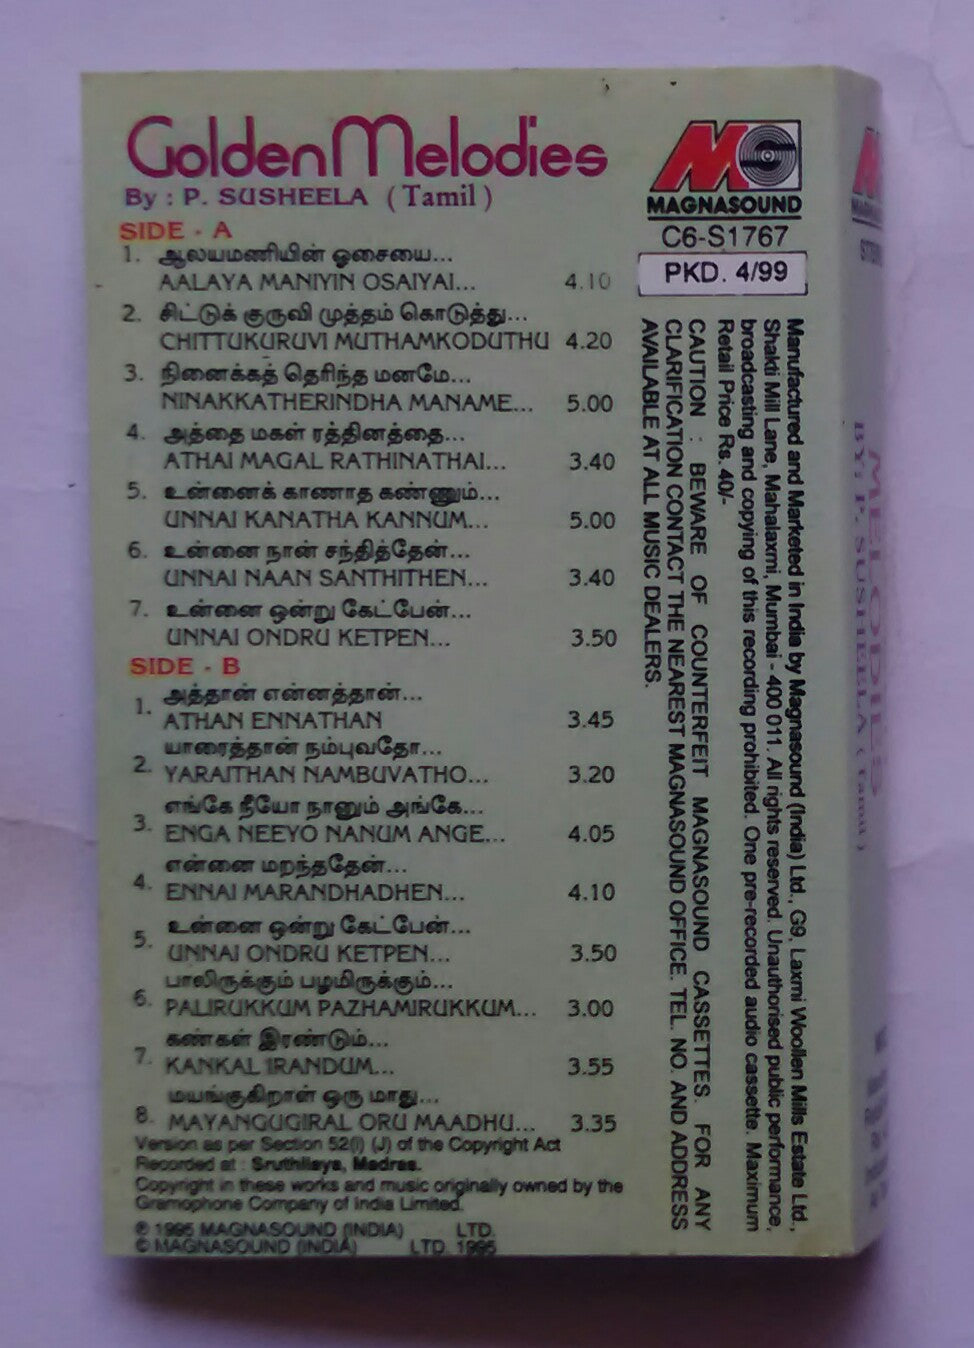 Golden Melodies
By : P. SUSHEELA (Tamil)
SIDE - A
1. ஆலயமணியின் ஓசையை...
AALAYA MANIYIN OSAIYAI... 4.10
2. சிட்டுக் குருவி முத்தம் கொடுத்து...
CHITTUKURUVI MUTHAMKODUTHU 4.20
3. நினைக்கத் தெரிந்த மனமே...
NINAKKATHERINDHA MANAME... 5.00
4. அத்தை மகள் ரத்தினத்தை...
ATHAI MAGAL RATHINATHAI... 3.40
5. உன்னைக் காணாத கண்ணும்...
UNNAI KANATHA KANNUM... 5.00
6. உன்னை நான் சந்தித்தேன்...
UNNAI NAAN SANTHITHEN... 3.40
7. உன்னை ஒன்று கேட்பேன்...
UNNAI ONDRU KETPEN... 3.50
SIDE - B
1. அத்தான் என்னத்தான்...
ATHAN ENNATHAN 3.45
யாரைத்தான் நம்புவதோ...
2. YARAITHAN NAMBUVATHO... 3.20
எங்கே நீயோ நானும் அங்கே...
3. ENGA NEEYO NANUM ANGE... 4.05
என்னை மறந்ததேன்...
4. ENNAI MARANDHADHEN... 4.10
உன்னை ஒன்று கேட்பேன்...
5. UNNAI ONDRU KETPEN... 3.50
பாலிருக்கும் பழமிருக்கும்...
6. PALIRUKKUM PAZHAMIRUKKUM... 3.00
கண்கள் இரண்டும்...
7. KANKAL IRANDUM... 3.55
மயங்குகிறாள் ஒரு மாது...
8. MAYANGUGIRAL ORU MAADHU... 3.35
Version as per Section 52(i) (J) of the Copyright Act
Recorded at : Sruthilaya, Madras.
Copyright in these works and music originally owned by the
Gramophone Company of India Limited.
℗ 1995 MAGNASOUND (INDIA) LTD.
© MAGNASOUND (INDIA) LTD. 1995
MAGNASOUND
C6-S1767
PKD. 4/99
Manufactured and Marketed in India by Magnasound (India) Ltd., G9, Laxmi Woollen Mills Estate Ltd.,
Shakti Mill Lane, Mahalaxmi, Mumbai - 400 011. All rights reserved. Unauthorised public performance,
broadcasting and copying of this recording prohibited. One pre-recorded audio cassette. Maximum
Retail Price Rs. 40/-
CAUTION : BEWARE OF COUNTERFEIT MAGNASOUND CASSETTES. FOR ANY
CLARIFICATION CONTACT THE NEAREST MAGNASOUND OFFICE. TEL. NO. AND ADDRESS
AVAILABLE AT ALL MUSIC DEALERS.
MELODIES
BY: P. SUSHEELA (Tamil)